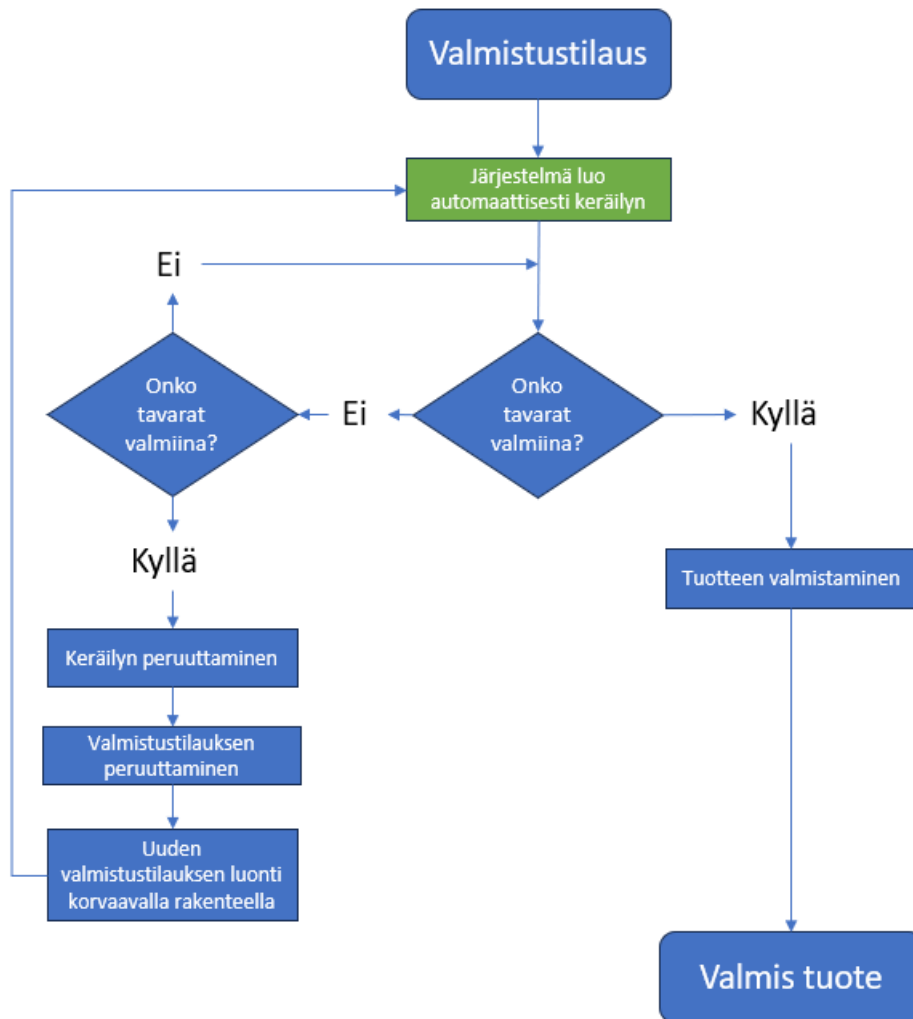 Valmistustilaus
Järjestelmä luo
automaattisesti keräilyn
Ei
Onko
tavarat
valmiina?
Ei
Onko
tavarat
valmiina?
Kyllä
Kyllä
Tuotteen valmistaminen
Keräilyn peruuttaminen
Valmistustilauksen
peruuttaminen
Uuden
valmistustilauksen luonti
korvaavalla rakenteella
Valmis tuote